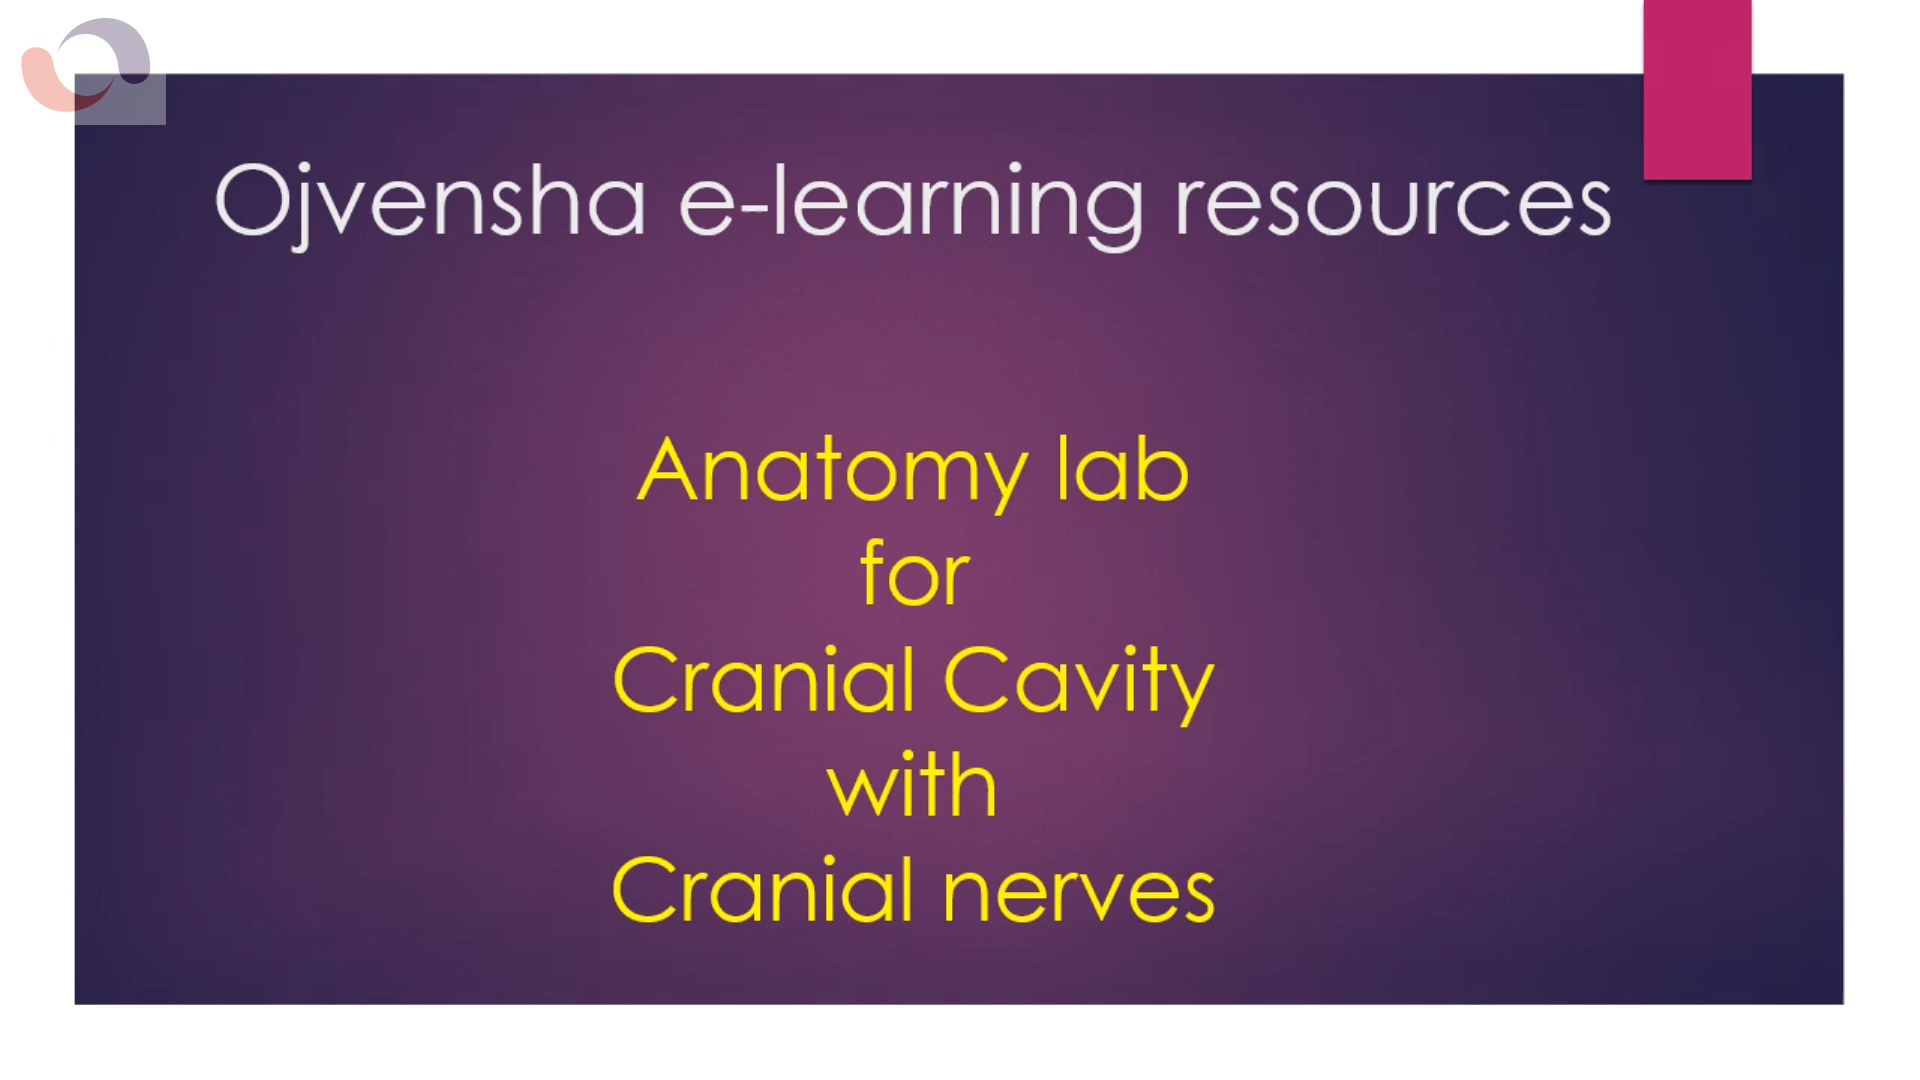 Ojvensha e-learning resources
Anatomy lab
for
Cranial Cavity
with
Cranial nerves